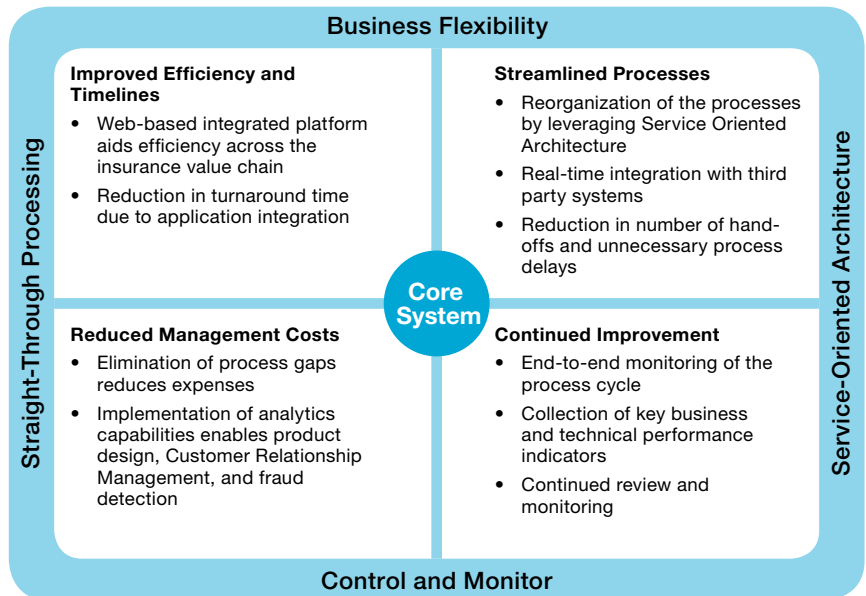 Business Flexibility
Straight-Through Processing
Improved Efficiency and
Timelines
• Web-based integrated platform
aids efficiency across the
insurance value chain
• Reduction in turnaround time
due to application integration
Streamlined Processes
• Reorganization of the processes
by leveraging Service Oriented
Architecture
• Real-time integration with third
party systems
• Reduction in number of hand-
offs and unnecessary process
delays
Service-Oriented Architecture
Core
System
Reduced Management Costs
• Elimination of process gaps
reduces expenses
• Implementation of analytics
capabilities enables product
design, Customer Relationship
Management, and fraud
detection
Continued Improvement
• End-to-end monitoring of the
process cycle
• Collection of key business
and technical performance
indicators
• Continued review and
monitoring
Control and Monitor